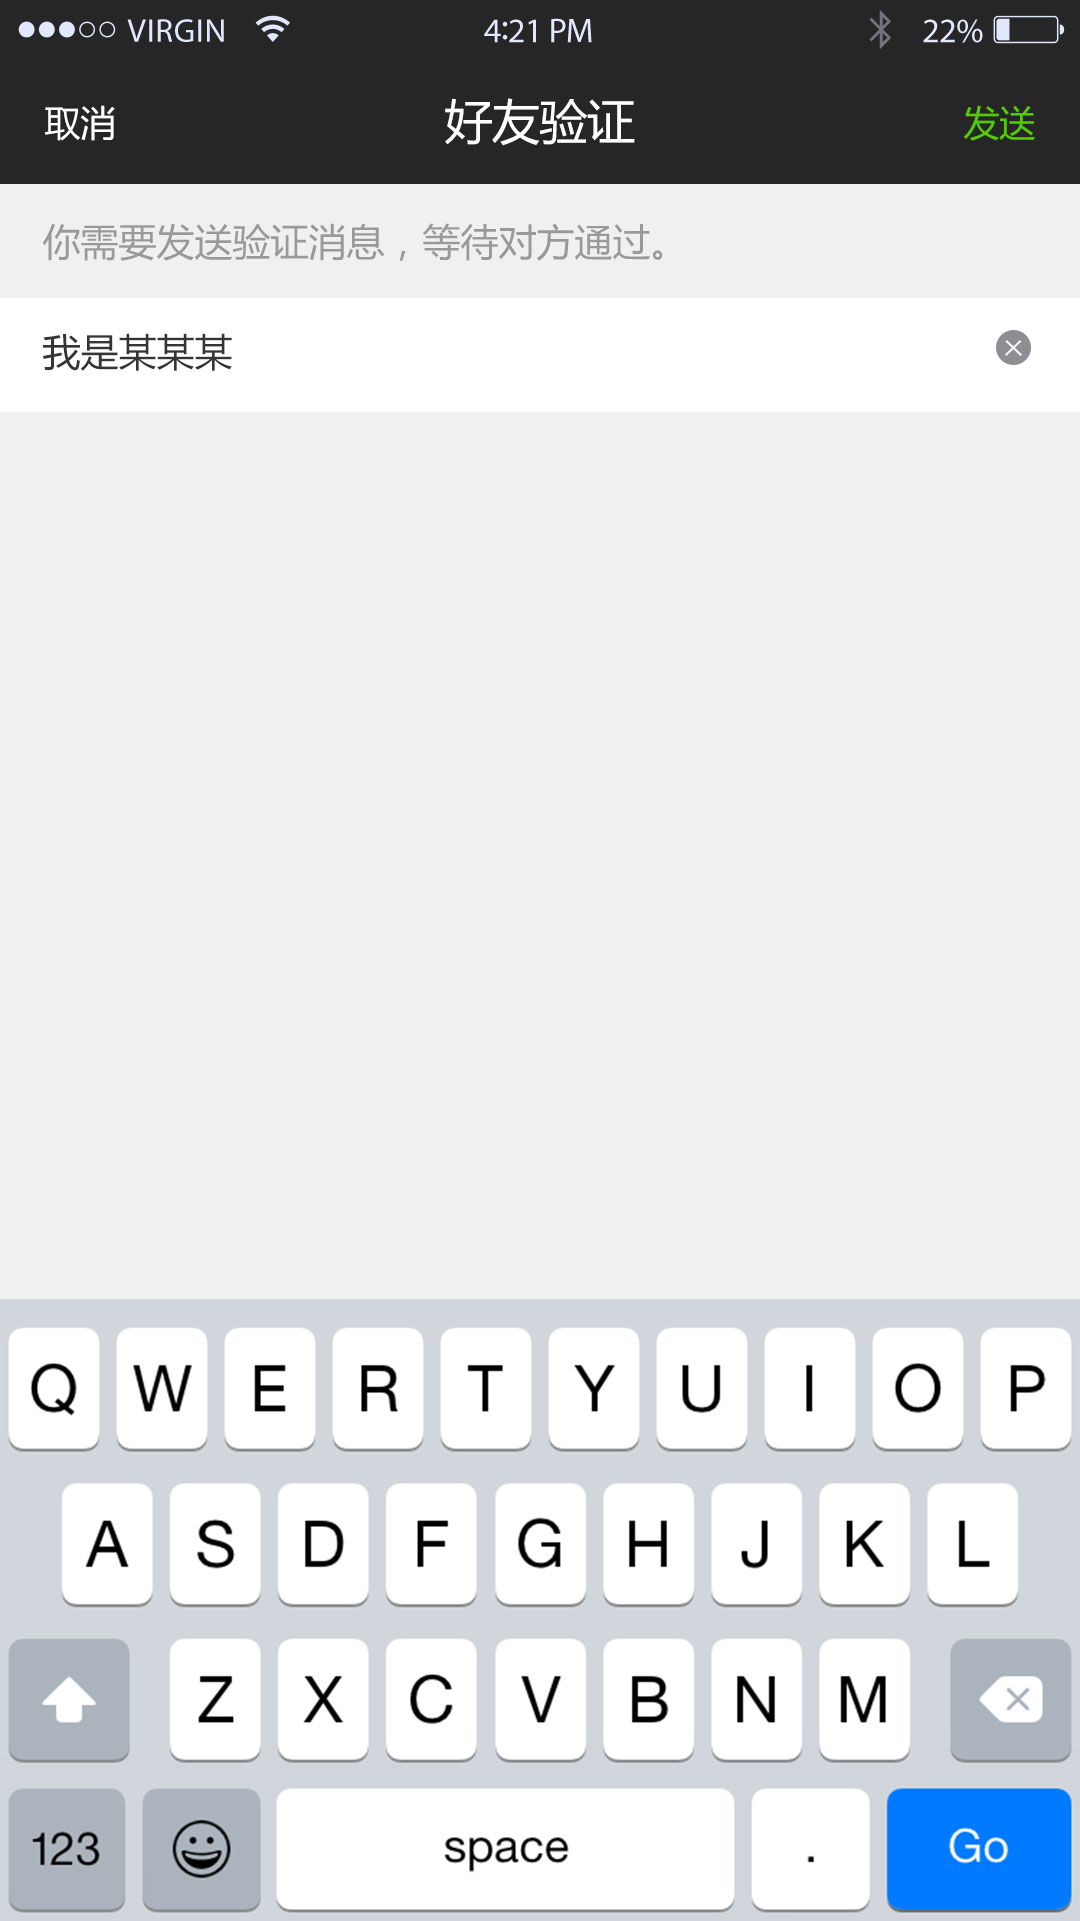 VIRGIN 4:21 PM 22%
取消 好友验证 发送
你需要发送验证消息，等待对方通过。
我是某某某
Q W E R T Y U I O P
A S D F G H J K L
Z X C V B N M
123 space . Go